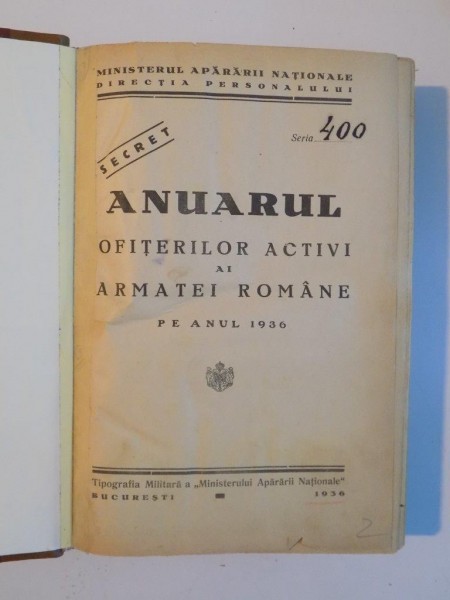 MINISTERUL APĂRĂRII NAȚIONALE
DIRECȚIA PERSONALULUI
Seria 400
SECRET
ANUARUL
OFIȚERILOR ACTIVI
AI
ARMATEI ROMÂNE
PE ANUL 1936
Tipografia Militară a „Ministerului Apărării Naționale"
BUCUREȘTI 1936
2